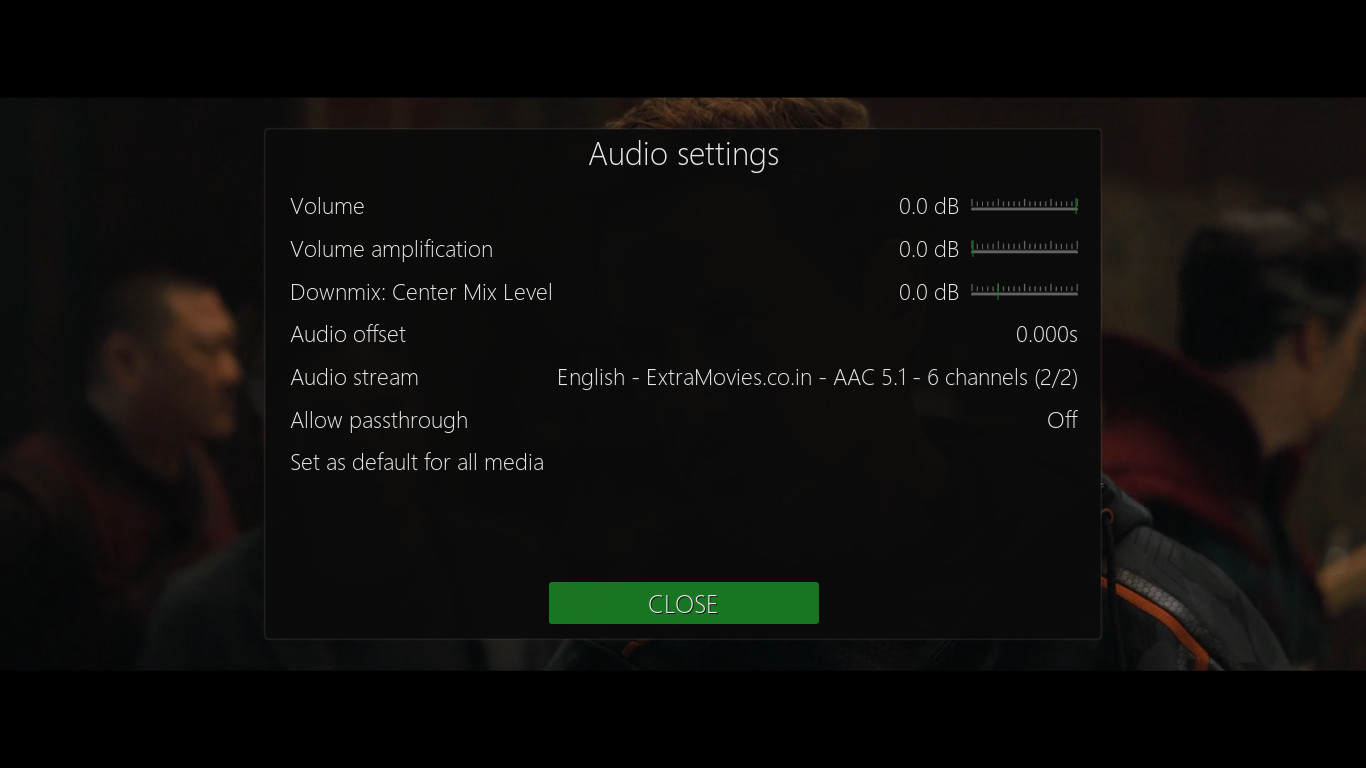 Audio settings
Volume 0.0 dB
Volume amplification 0.0 dB
Downmix: Center Mix Level 0.0 dB
Audio offset 0.000s
Audio stream English - ExtraMovies.co.in - AAC 5.1 - 6 channels (2/2)
Allow passthrough Off
Set as default for all media
CLOSE